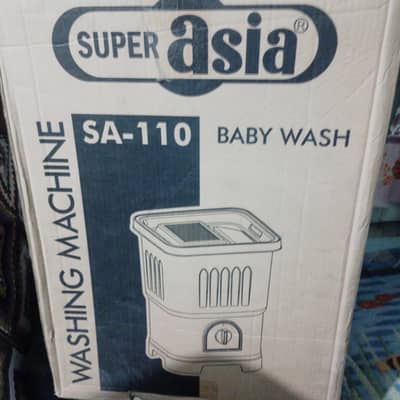 SUPER asia®
SA-110 BABY WASH
WASHING MACHINE